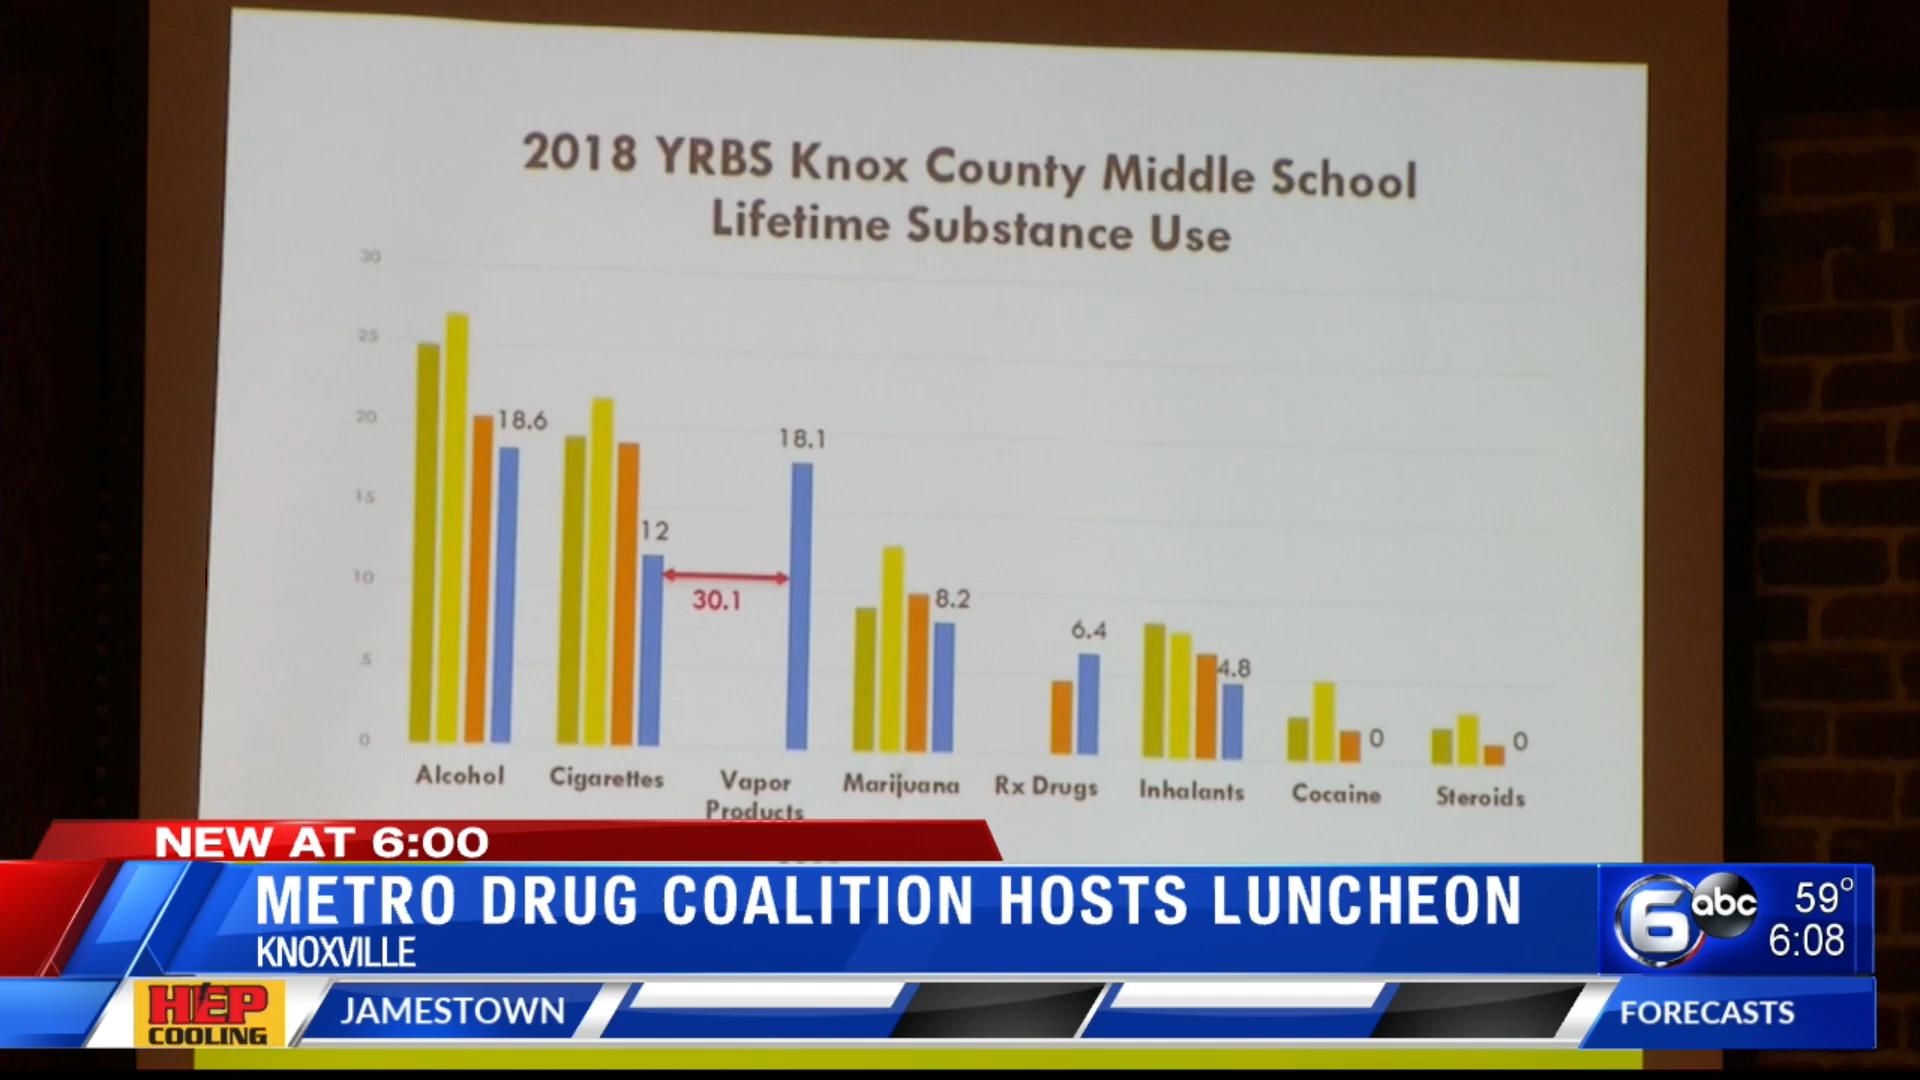 2018 YRBS Knox County Middle School
Lifetime Substance Use
30
25
20
15
10
5
0
18.6
12
30.1
18.1
8.2
6.4
4.8
0
0
Alcohol
Cigarettes
Vapor
Products
Marijuana
Rx Drugs
Inhalants
Cocaine
Steroids
NEW AT 6:00
METRO DRUG COALITION HOSTS LUNCHEON
KNOXVILLE
6 abc
59°
6:08
HEP
COOLING
JAMESTOWN
FORECASTS